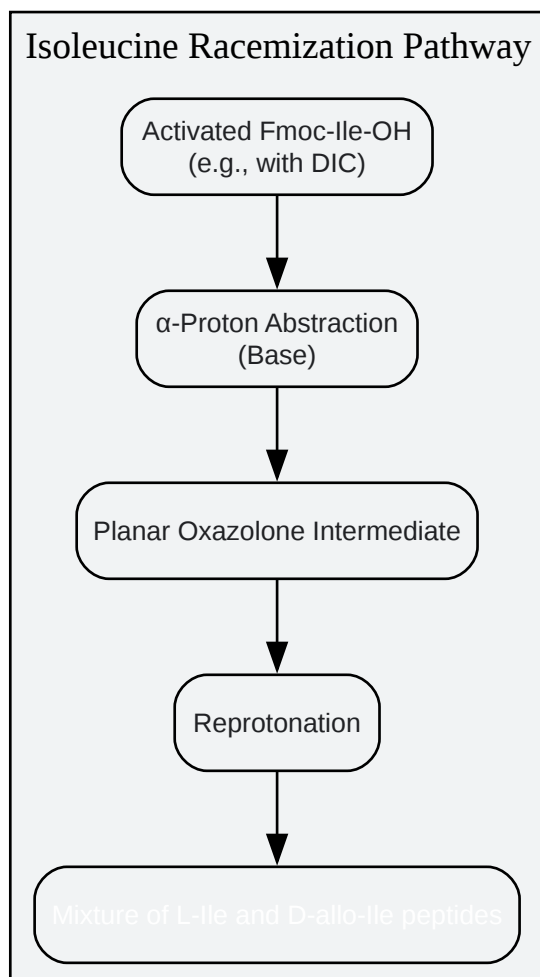 Isoleucine Racemization Pathway
Activated Fmoc-Ile-OH
(e.g., with DIC)
α-Proton Abstraction
(Base)
Planar Oxazolone Intermediate
Reprotonation
Mixture of L-Ile and D-allo-Ile peptides